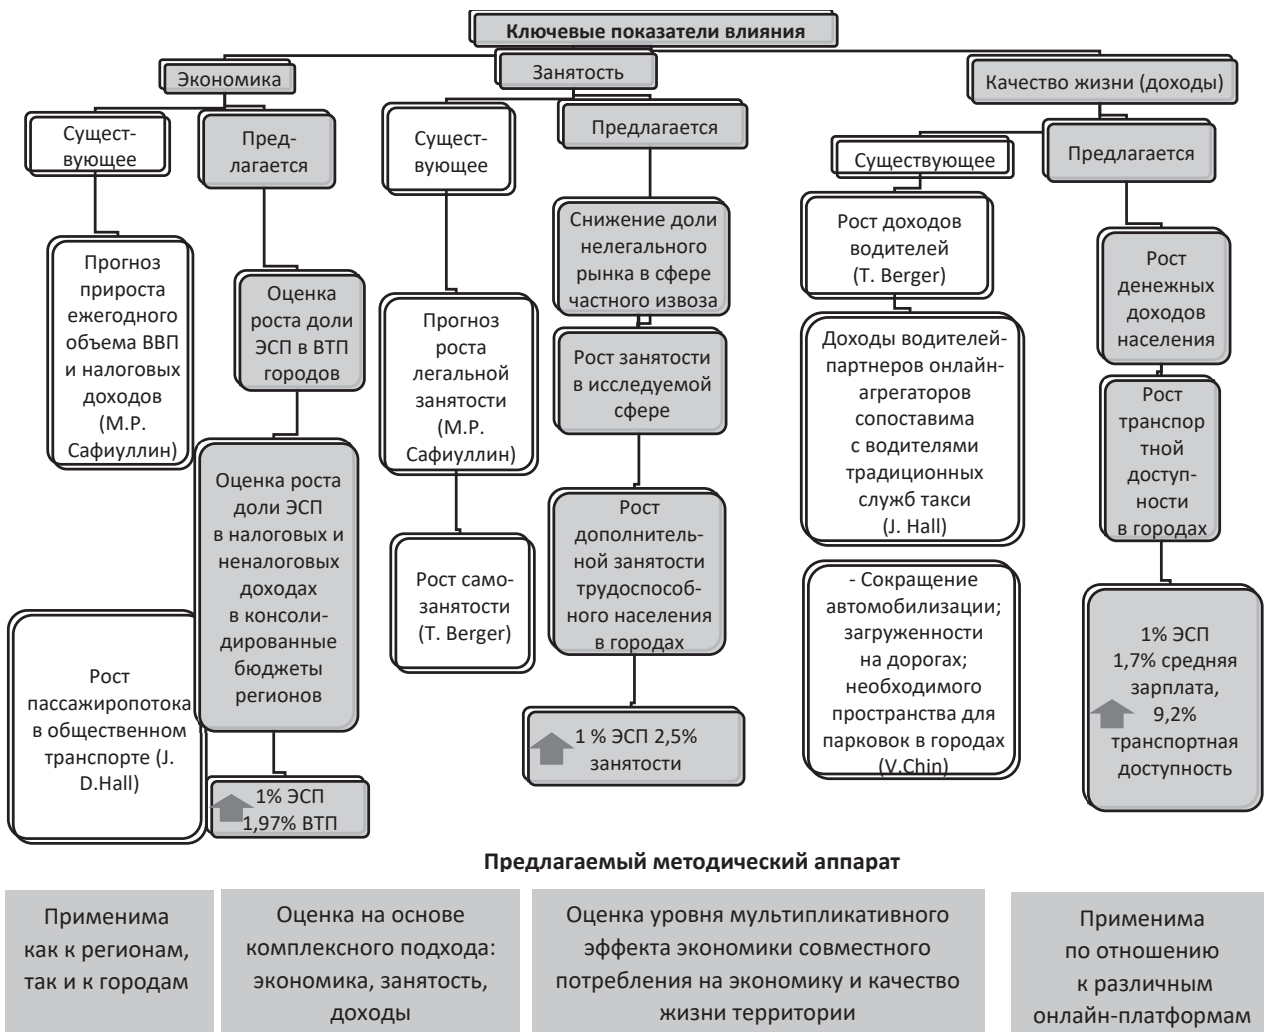 Ключевые показатели влияния
Экономика
Сущест-
вующее
Прогноз
прироста
ежегодного
объема ВВП
и налоговых
доходов
(М.Р.
Сафиуллин)
Рост
пассажиропотока
в общественном
транспорте (J.
D.Hall)
Пред-
лагается
Оценка
роста доли
ЭСП в ВТП
городов
Оценка роста
доли ЭСП
в налоговых и
неналоговых
доходах
в консоли-
дированные
бюджеты
регионов
1% ЭСП
1,97% ВТП
Занятость
Сущест-
вующее
Прогноз
роста
легальной
занятости
(М.Р.
Сафиуллин)
Рост само-
занятости
(T. Berger)
Предлагается
Снижение доли
нелегального
рынка в сфере
частного извоза
Рост занятости
в исследуемой
сфере
Рост
дополнитель-
ной занятости
трудоспособ-
ного населения
в городах
1 % ЭСП 2,5%
занятости
Качество жизни (доходы)
Существующее
Рост доходов
водителей
(T. Berger)
Доходы водителей-
партнеров онлайн-
агрегаторов
сопоставима
с водителями
традиционных
служб такси
(J. Hall)
- Сокращение
автомобилизации;
загруженности
на дорогах;
необходимого
пространства для
парковок в городах
(V.Chin)
Предлагается
Рост
денежных
доходов
населения
Рост
транспор
тной
доступ-
ности
в городах
1% ЭСП
1,7% средняя
зарплата,
9,2%
транспортная
доступность
Предлагаемый методический аппарат
Применима
как к регионам,
так и к городам
Оценка на основе
комплексного подхода:
экономика, занятость,
доходы
Оценка уровня мультипликативного
эффекта экономики совместного
потребления на экономику и качество
жизни территории
Применима
по отношению
к различным
онлайн-платформам